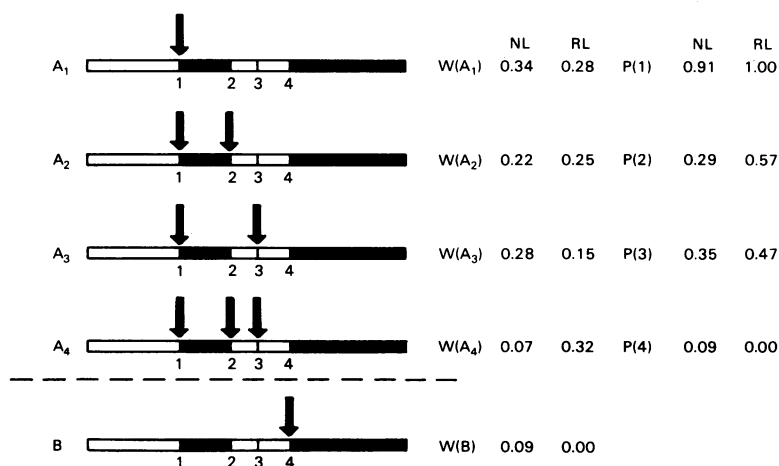 NL RL NL RL
A1 W(A1) 0.34 0.28 P(1) 0.91 1.00
1 2 3 4
A2 W(A2) 0.22 0.25 P(2) 0.29 0.57
1 2 3 4
A3 W(A3) 0.28 0.15 P(3) 0.35 0.47
1 2 3 4
A4 W(A4) 0.07 0.32 P(4) 0.09 0.00
1 2 3 4
B W(B) 0.09 0.00
1 2 3 4